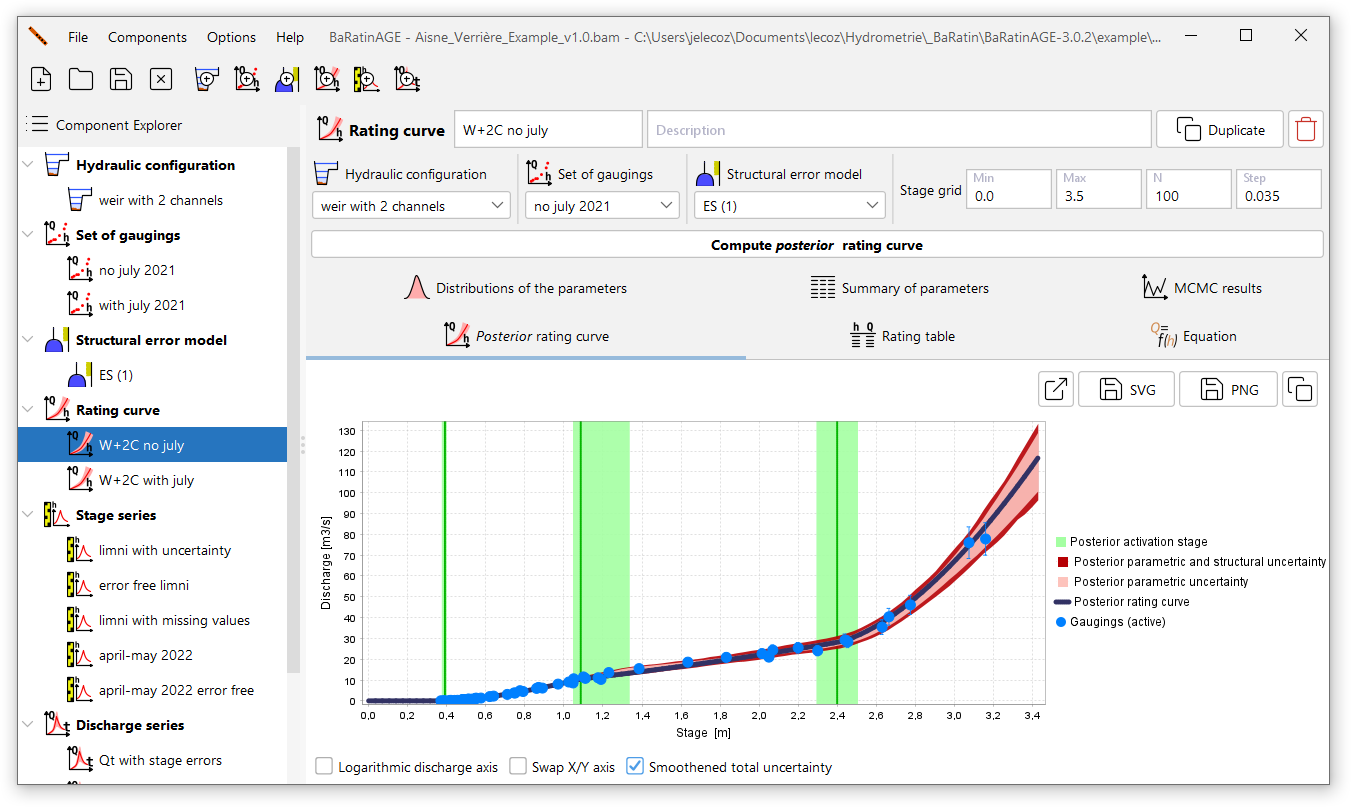 File Components Options Help BaRatinAGE - Aisne_Verrière_Example_v1.0.bam - C:\Users\jelecoz\Documents\lecoz\Hydrometrie\_BaRatin\BaRatinAGE-3.0.2\example\...
Component Explorer
Hydraulic configuration
weir with 2 channels
Set of gaugings
no july 2021
with july 2021
Structural error model
ES (1)
Rating curve
W+2C no july
W+2C with july
Stage series
limni with uncertainty
error free limni
limni with missing values
april-may 2022
april-may 2022 error free
Discharge series
Qt with stage errors
Rating curve W+2C no july Description Duplicate
Hydraulic configuration Set of gaugings Structural error model
weir with 2 channels no july 2021 ES (1)
Stage grid
Min Max N Step
0.0 3.5 100 0.035
Compute posterior rating curve
Distributions of the parameters Summary of parameters MCMC results
Posterior rating curve Rating table Equation
SVG PNG
130
120
110
100
90
80
70
60
50
40
30
20
10
0
Discharge [m3/s]
0,0 0,2 0,4 0,6 0,8 1,0 1,2 1,4 1,6 1,8 2,0 2,2 2,4 2,6 2,8 3,0 3,2 3,4
Stage [m]
Posterior activation stage
Posterior parametric and structural uncertainty
Posterior parametric uncertainty
Posterior rating curve
Gaugings (active)
Logarithmic discharge axis Swap X/Y axis Smoothened total uncertainty